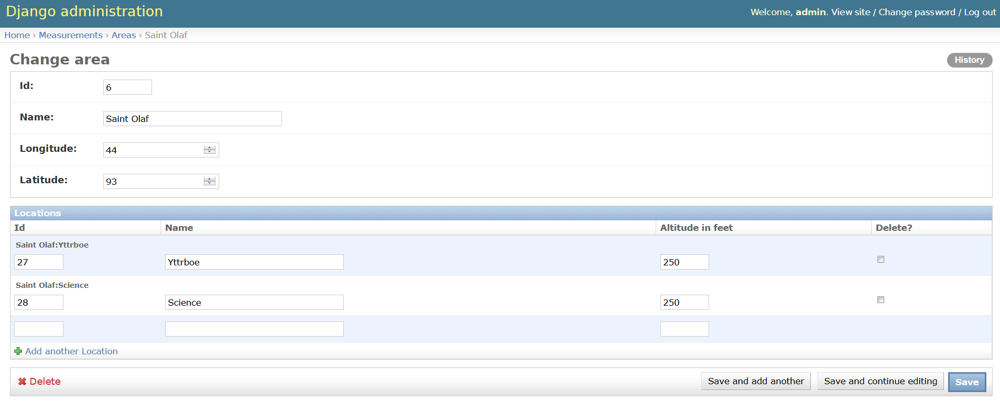 Django administration
Welcome, admin. View site / Change password / Log out
Home › Measurements › Areas › Saint Olaf
Change area
History
Id: 6
Name: Saint Olaf
Longitude: 44
Latitude: 93
Locations
Id Name Altitude in feet Delete?
Saint Olaf:Yttrboe
27 Yttrboe 250
Saint Olaf:Science
28 Science 250
Add another Location
Delete Save and add another Save and continue editing Save